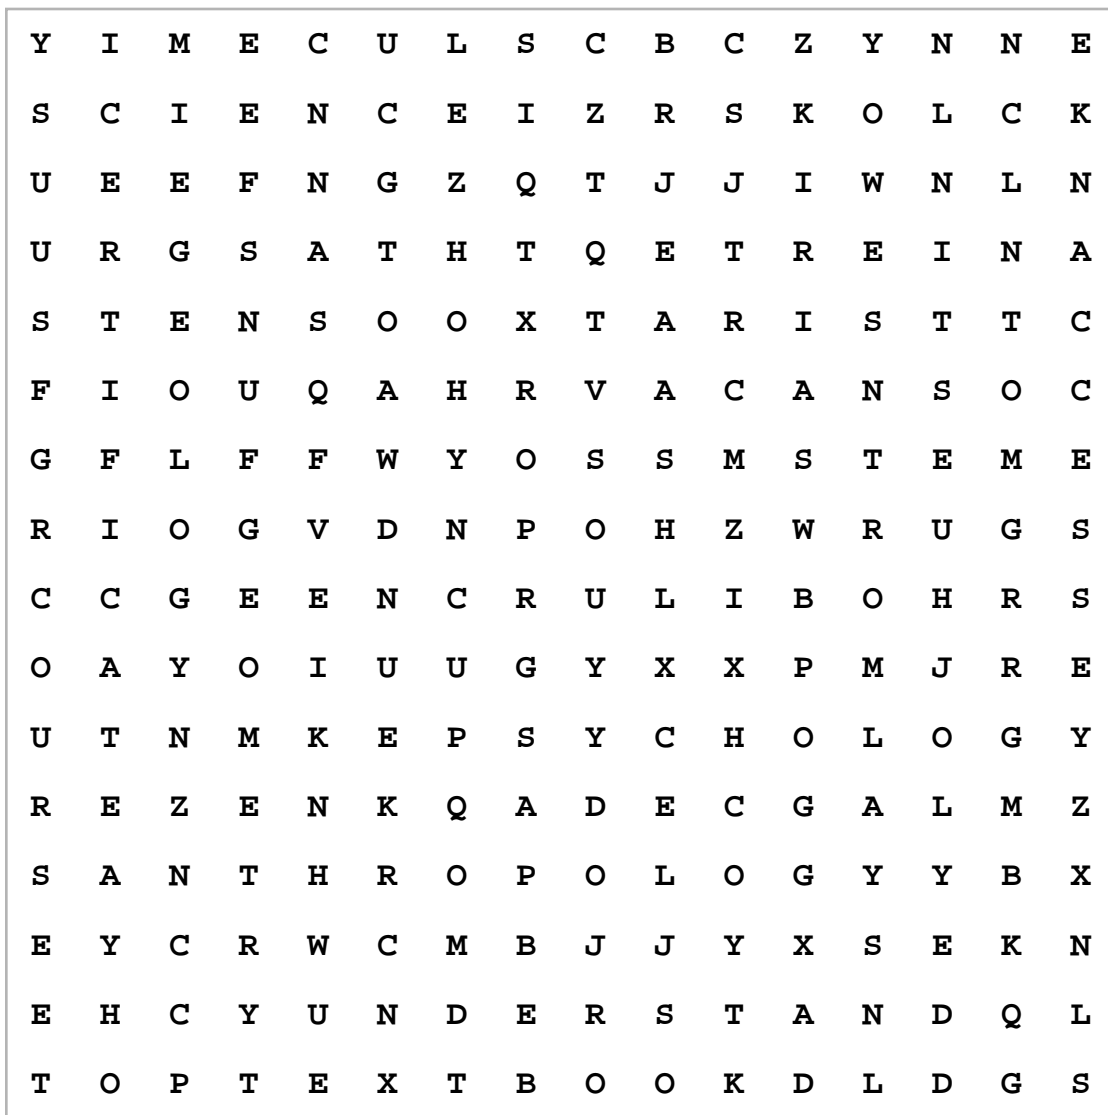 Y I M E C U L S C B C Z Y N N E
S C I E N C E I Z R S K O L C K
U E E F N G Z Q T J J I W N L N
U R G S A T H T Q E T R E I N A
S T E N S O O X T A R I S T T C
F I O U Q A H R V A C A N S O C
G F L F F W Y O S S M S T E M E
R I O G V D N P O H Z W R U G S
C C G E E N C R U L I B O H R S
O A Y O I U U G Y X X P M J R E
U T N M K E P S Y C H O L O G Y
R E Z E N K Q A D E C G A L M Z
S A N T H R O P O L O G Y Y B X
E Y C R W C M B J J Y X S E K N
E H C Y U N D E R S T A N D Q L
T O P T E X T B O O K D L D G S